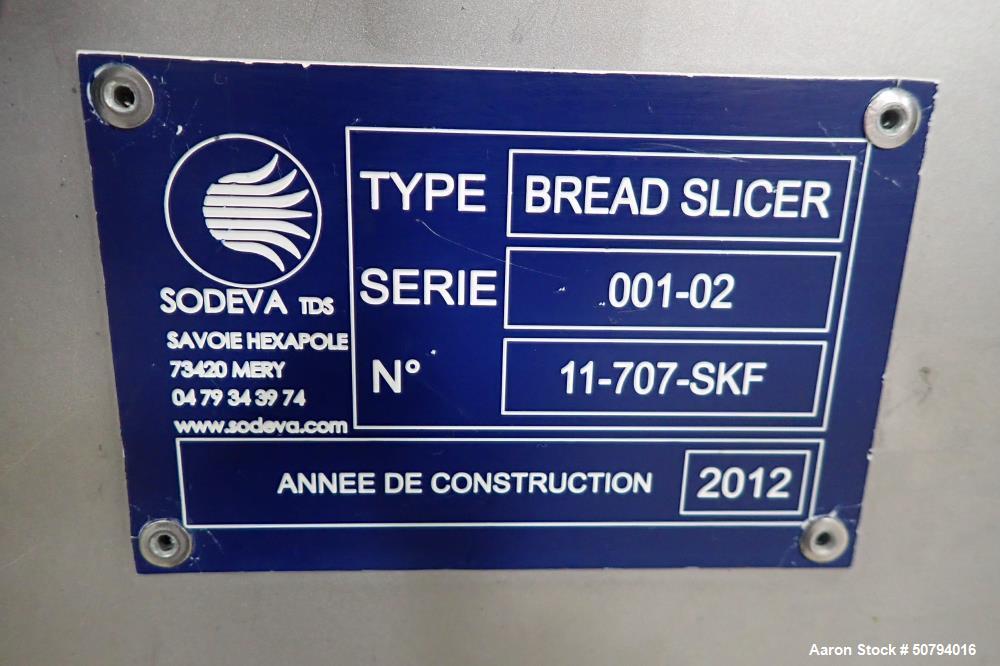 SODEVA TDS
SAVOIE HEXAPOLE
73420 MERY
04 79 34 39 74
www.sodeva.com
TYPE BREAD SLICER
SERIE 001-02
N° 11-707-SKF
ANNEE DE CONSTRUCTION 2012
Aaron Stock # 50794016